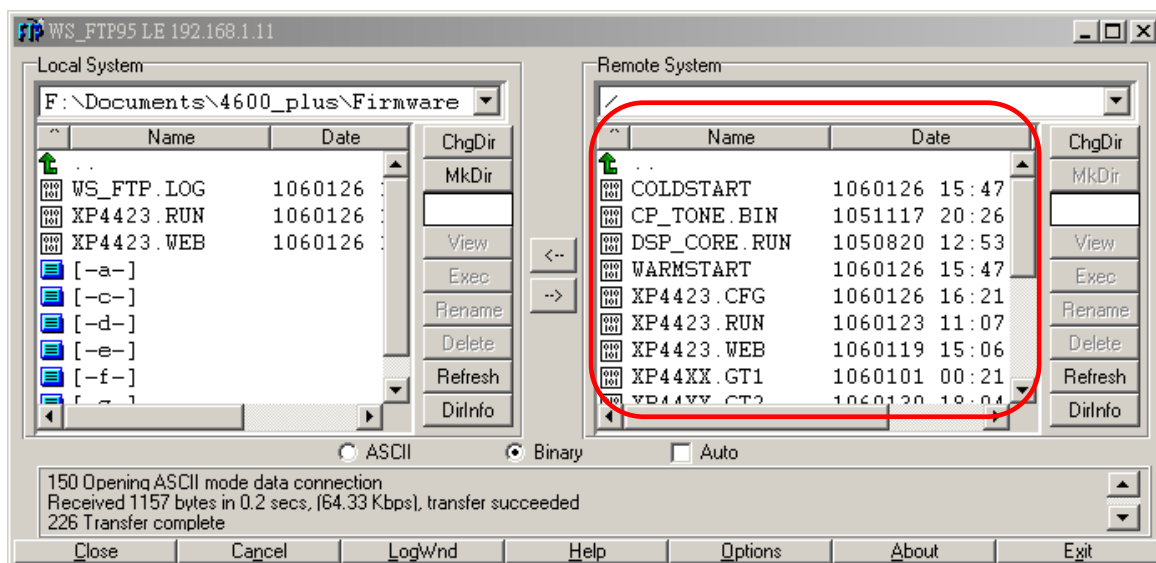 WS_FTP95 LE 192.168.1.11
Local System
F:\Documents\4600_plus\Firmware
^ Name Date
..
WS_FTP.LOG 1060126
XP4423.RUN 1060126
XP4423.WEB 1060126
[-a-]
[-c-]
[-d-]
[-e-]
[-f-]
ChgDir
MkDir
View
Exec
Rename
Delete
Refresh
DirInfo
<--
-->
Remote System
/
^ Name Date
..
COLDSTART 1060126 15:47
CP_TONE.BIN 1051117 20:26
DSP_CORE.RUN 1050820 12:53
WARMSTART 1060126 15:47
XP4423.CFG 1060126 16:21
XP4423.RUN 1060123 11:07
XP4423.WEB 1060119 15:06
XP44XX.GT1 1060101 00:21
XP44XX.GT2 1060130 18:04
ChgDir
MkDir
View
Exec
Rename
Delete
Refresh
DirInfo
ASCII Binary Auto
150 Opening ASCII mode data connection
Received 1157 bytes in 0.2 secs, (64.33 Kbps), transfer succeeded
226 Transfer complete
Close Cancel LogWnd Help Options About Exit